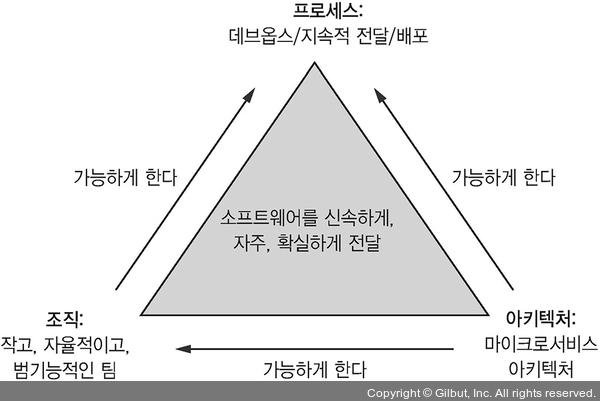 프로세스:
데브옵스/지속적 전달/배포
가능하게 한다
가능하게 한다
소프트웨어를 신속하게,
자주, 확실하게 전달
조직:
작고, 자율적이고,
범기능적인 팀
가능하게 한다
아키텍처:
마이크로서비스
아키텍처
Copyright © Gilbut, Inc. All rights reserved.